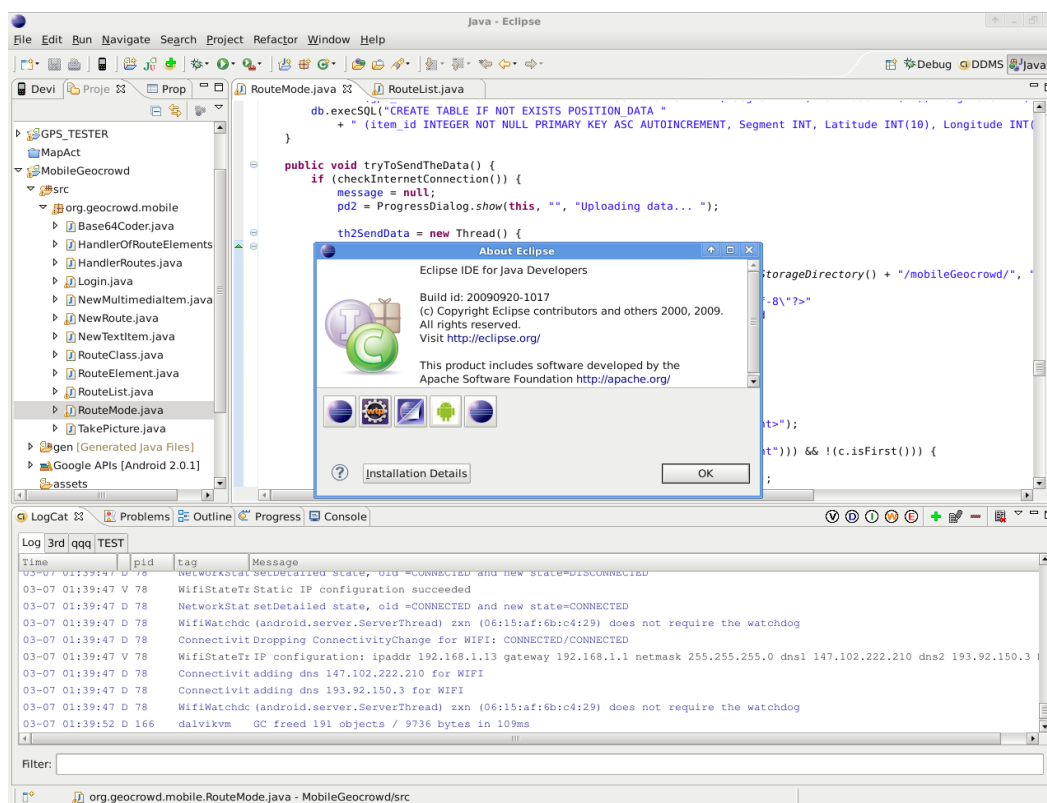 Java - Eclipse
File Edit Run Navigate Search Project Refactor Window Help
Debug DDMS Java
Devi Proje Prop RouteMode.java RouteList.java
db.execSQL("CREATE TABLE IF NOT EXISTS POSITION_DATA "
+ " (item_id INTEGER NOT NULL PRIMARY KEY ASC AUTOINCREMENT, Segment INT, Latitude INT(10), Longitude INT(
}
public void tryToSendTheData() {
if (checkInternetConnection()) {
message = null;
pd2 = ProgressDialog.show(this, "", "Uploading data... ");
th2SendData = new Thread() {
StorageDirectory() + "/mobileGeocrowd/", "
f-8\"?>"
nt>");
nt"))) && !(c.isFirst())) {
;
GPS_TESTER
MapAct
MobileGeocrowd
src
org.geocrowd.mobile
Base64Coder.java
HandlerOfRouteElements
HandlerRoutes.java
Login.java
NewMultimediaItem.java
NewRoute.java
NewTextItem.java
RouteClass.java
RouteElement.java
RouteList.java
RouteMode.java
TakePicture.java
gen [Generated Java Files]
Google APIs [Android 2.0.1]
assets
About Eclipse
Eclipse IDE for Java Developers
Build id: 20090920-1017
(c) Copyright Eclipse contributors and others 2000, 2009.
All rights reserved.
Visit http://eclipse.org/
This product includes software developed by the
Apache Software Foundation http://apache.org/
wtp
Installation Details OK
LogCat Problems Outline Progress Console
V D I W E
Log 3rd qqq TEST
Time pid tag Message
03-07 01:39:47 D 78 NetworkStat setDetailed state, old =CONNECTED and new state=DISCONNECTED
03-07 01:39:47 V 78 WifiStateTr Static IP configuration succeeded
03-07 01:39:47 D 78 NetworkStat setDetailed state, old =CONNECTED and new state=CONNECTED
03-07 01:39:47 D 78 WifiWatchdc (android.server.ServerThread) zxn (06:15:af:6b:c4:29) does not require the watchdog
03-07 01:39:47 D 78 Connectivit Dropping ConnectivityChange for WIFI: CONNECTED/CONNECTED
03-07 01:39:47 V 78 WifiStateTr IP configuration: ipaddr 192.168.1.13 gateway 192.168.1.1 netmask 255.255.255.0 dns1 147.102.222.210 dns2 193.92.150.3
03-07 01:39:47 D 78 Connectivit adding dns 147.102.222.210 for WIFI
03-07 01:39:47 D 78 Connectivit adding dns 193.92.150.3 for WIFI
03-07 01:39:47 D 78 WifiWatchdc (android.server.ServerThread) zxn (06:15:af:6b:c4:29) does not require the watchdog
03-07 01:39:52 D 166 dalvikvm GC freed 191 objects / 9736 bytes in 109ms
Filter:
org.geocrowd.mobile.RouteMode.java - MobileGeocrowd/src